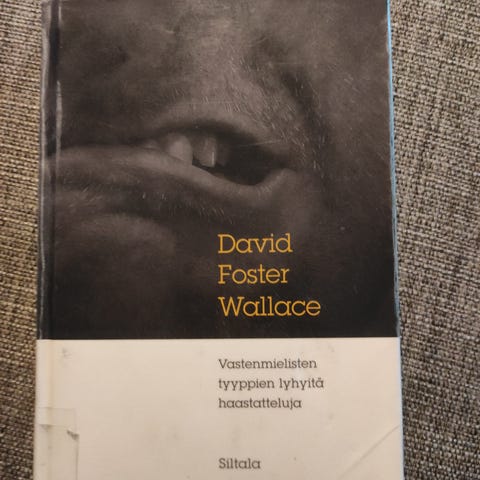 David
Foster
Wallace
Vastenmielisten
tyyppien lyhyitä
haastatteluja
Siltala